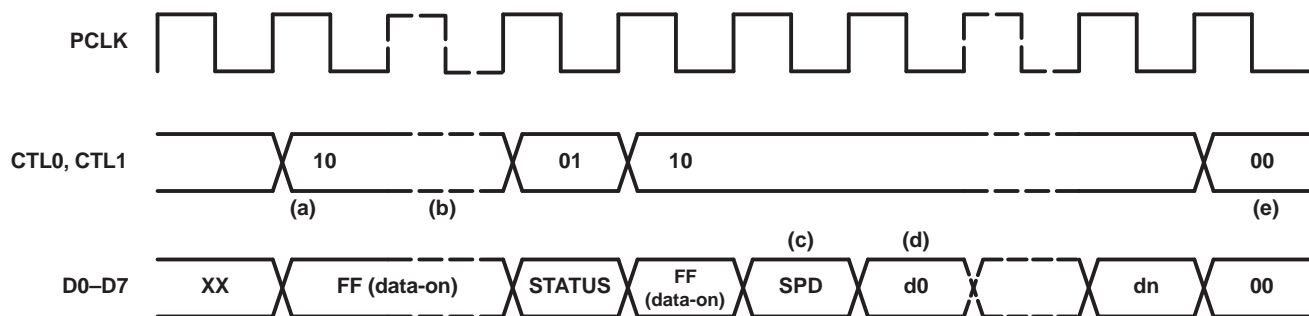 PCLK
CTL0, CTL1
10
01
10
00
(a)
(b)
(e)
(c)
(d)
D0–D7
XX
FF (data-on)
STATUS
FF
(data-on)
SPD
d0
dn
00